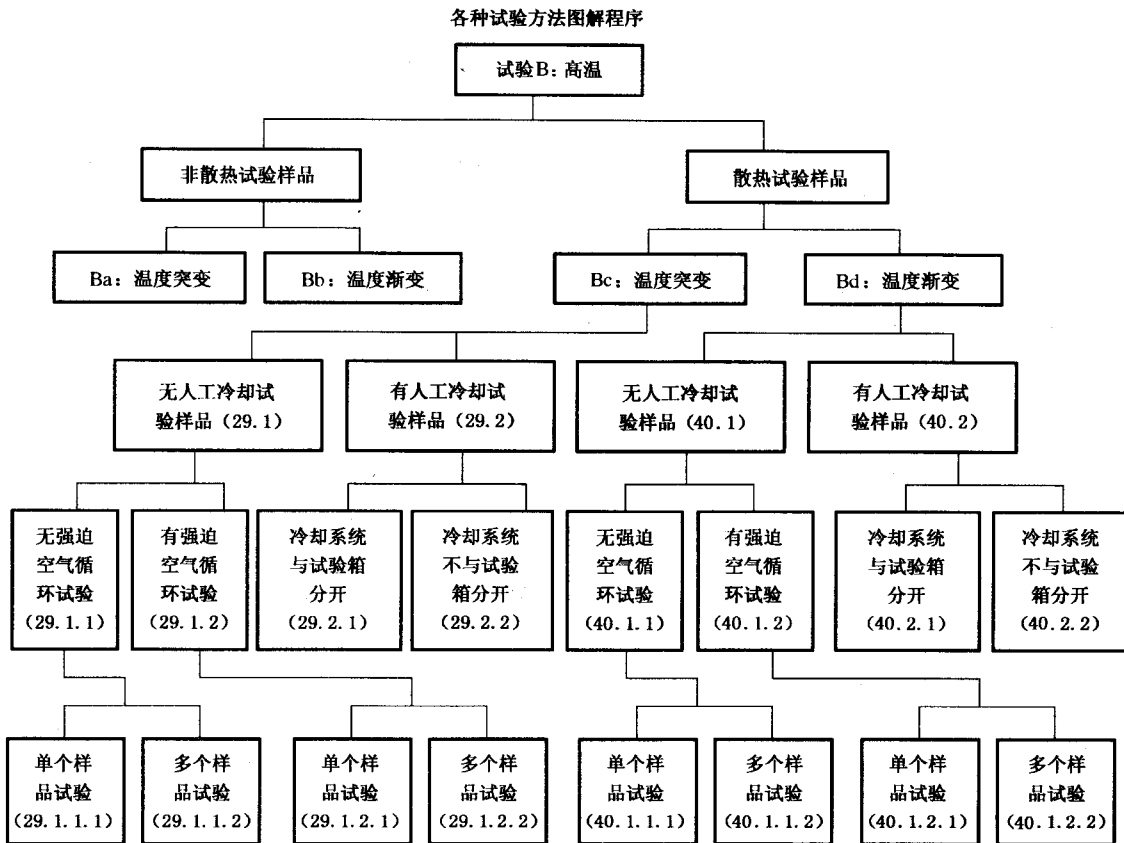 各种试验方法图解程序
试验B：高温
非散热试验样品
散热试验样品
Ba：温度突变
Bb：温度渐变
Bc：温度突变
Bd：温度渐变
无人工冷却试
验样品（29.1）
有人工冷却试
验样品（29.2）
无人工冷却试
验样品（40.1）
有人工冷却试
验样品（40.2）
无强迫
空气循
环试验
（29.1.1）
有强迫
空气循
环试验
（29.1.2）
冷却系统
与试验箱
分开
（29.2.1）
冷却系统
不与试验
箱分开
（29.2.2）
无强迫
空气循
环试验
（40.1.1）
有强迫
空气循
环试验
（40.1.2）
冷却系统
与试验箱
分开
（40.2.1）
冷却系统
不与试验
箱分开
（40.2.2）
单个样
品试验
（29.1.1.1）
多个样
品试验
（29.1.1.2）
单个样
品试验
（29.1.2.1）
多个样
品试验
（29.1.2.2）
单个样
品试验
（40.1.1.1）
多个样
品试验
（40.1.1.2）
单个样
品试验
（40.1.2.1）
多个样
品试验
（40.1.2.2）